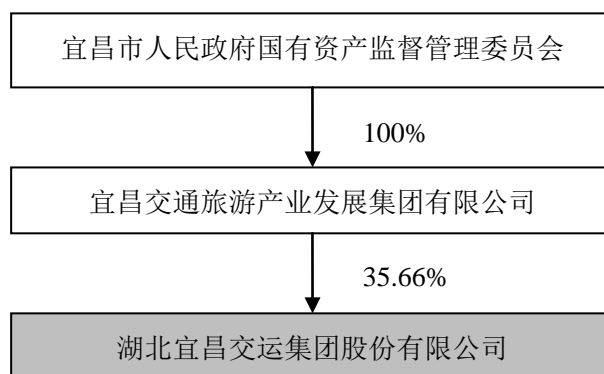 宜昌市人民政府国有资产监督管理委员会
100%
宜昌交通旅游产业发展集团有限公司
35.66%
湖北宜昌交运集团股份有限公司